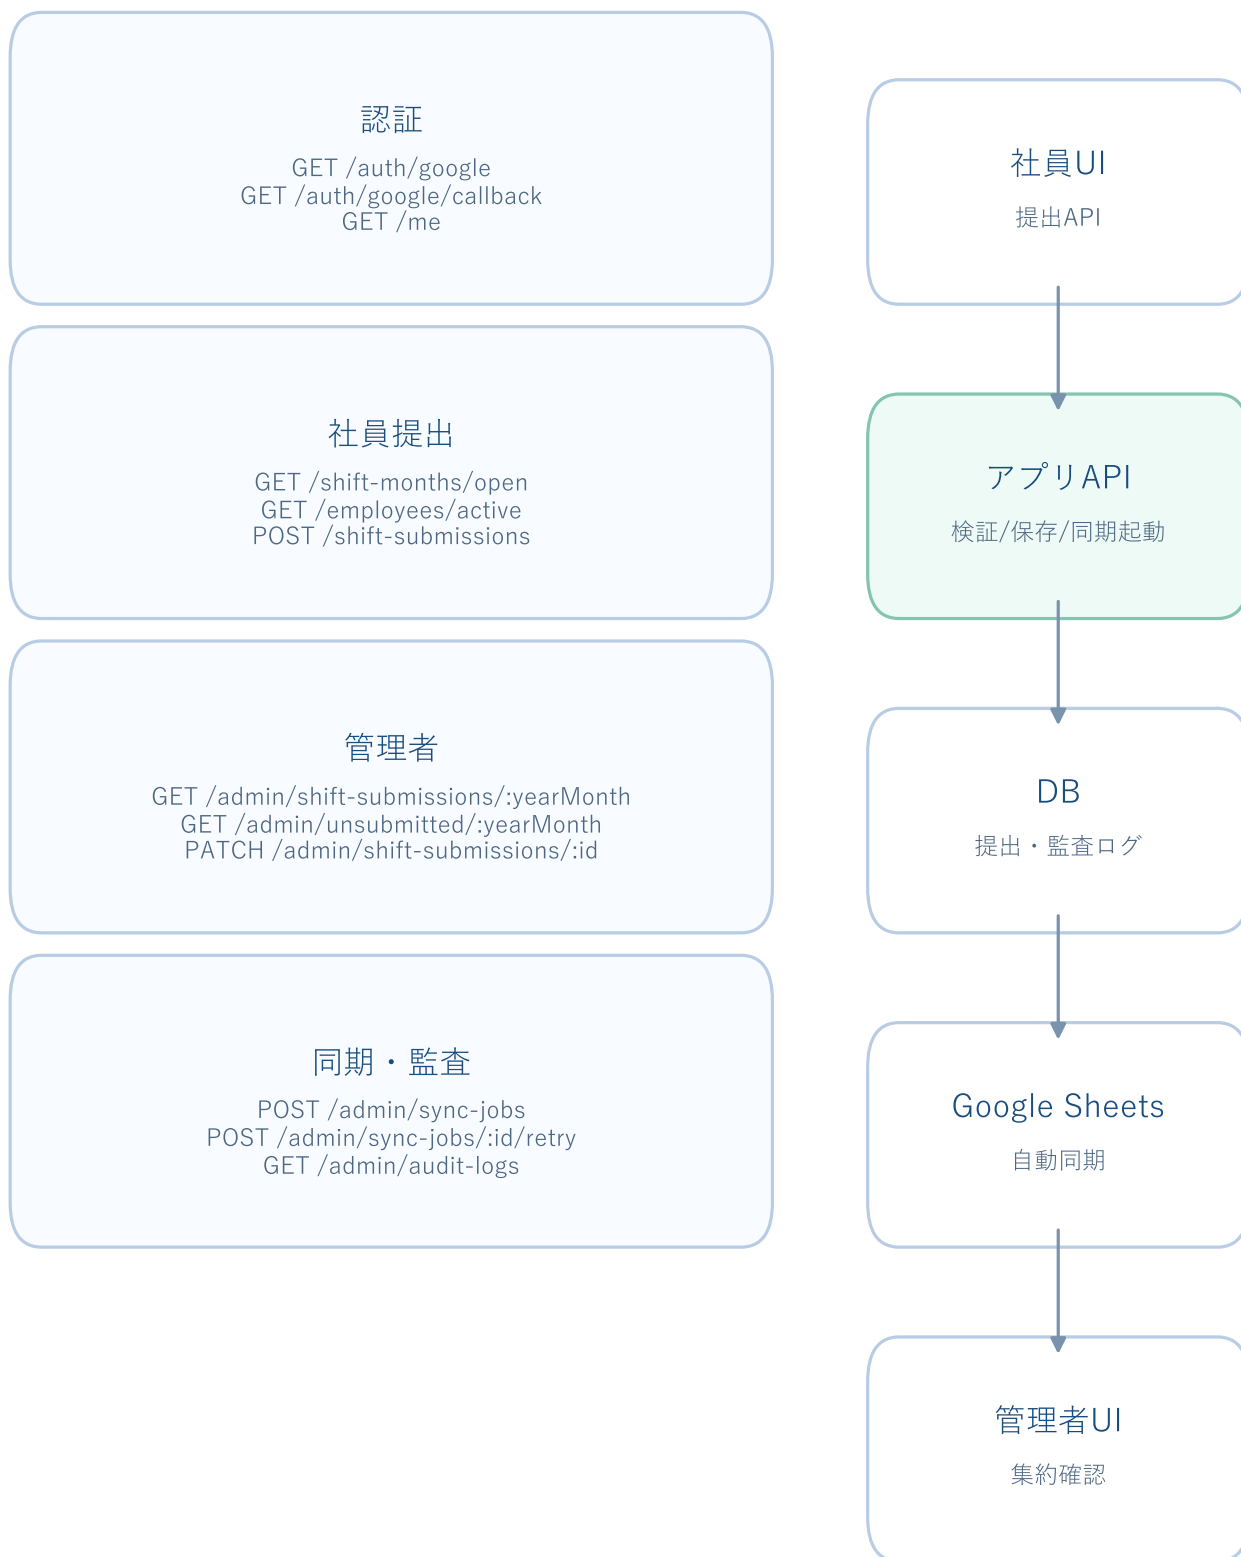 認証
GET /auth/google
GET /auth/google/callback
GET /me
社員提出
GET /shift-months/open
GET /employees/active
POST /shift-submissions
管理者
GET /admin/shift-submissions/:yearMonth
GET /admin/unsubmitted/:yearMonth
PATCH /admin/shift-submissions/:id
同期・監査
POST /admin/sync-jobs
POST /admin/sync-jobs/:id/retry
GET /admin/audit-logs
社員UI
提出API
アプリAPI
検証/保存/同期起動
DB
提出・監査ログ
Google Sheets
自動同期
管理者UI
集約確認